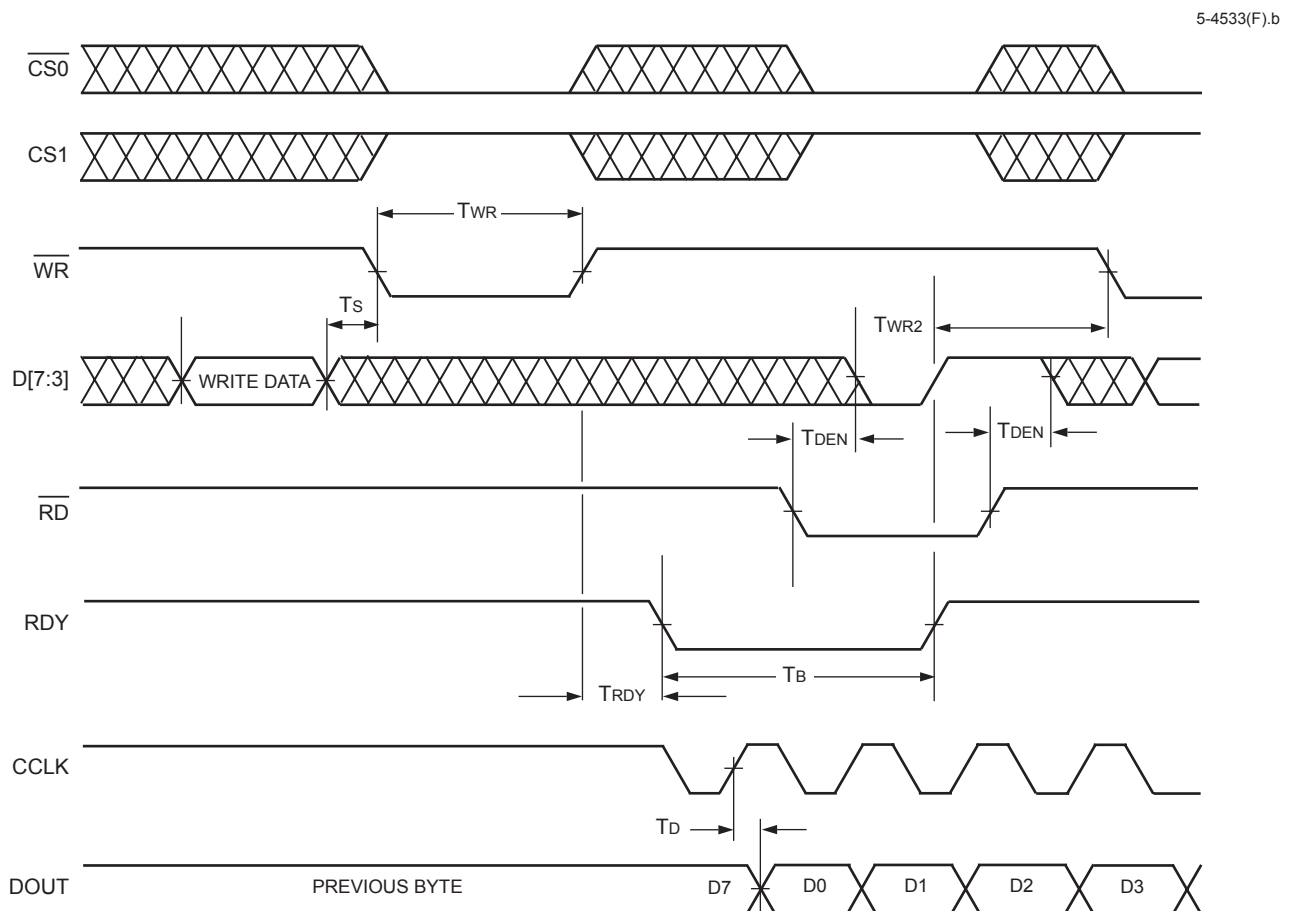 5-4533(F).b
CS0
CS1
TWR
WR
TS
TWR2
D[7:3]
WRITE DATA
TDEN
TDEN
RD
RDY
TB
TRDY
CCLK
TD
DOUT
PREVIOUS BYTE
D7
D0
D1
D2
D3